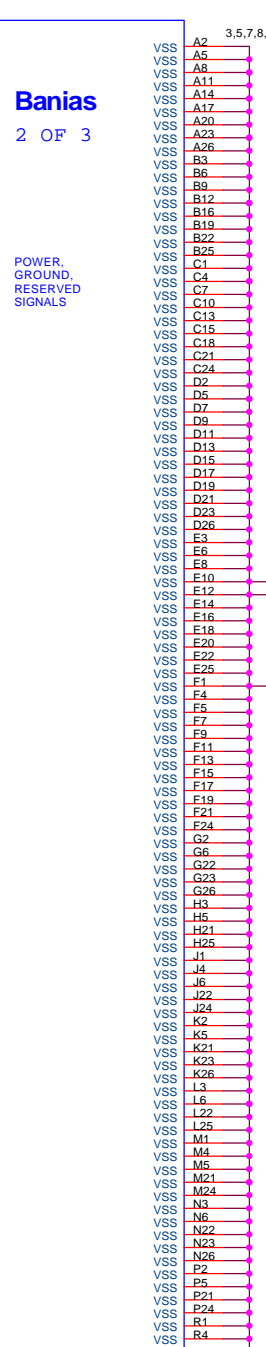 3,5,7,8,
Banias
2 OF 3
POWER,
GROUND,
RESERVED
SIGNALS
VSS A2
VSS A5
VSS A8
VSS A11
VSS A14
VSS A17
VSS A20
VSS A23
VSS A26
VSS B3
VSS B6
VSS B9
VSS B12
VSS B16
VSS B19
VSS B22
VSS B25
VSS C1
VSS C4
VSS C7
VSS C10
VSS C13
VSS C15
VSS C18
VSS C21
VSS C24
VSS D2
VSS D5
VSS D7
VSS D9
VSS D11
VSS D13
VSS D15
VSS D17
VSS D19
VSS D21
VSS D23
VSS D26
VSS E3
VSS E6
VSS E8
VSS E10
VSS E12
VSS E14
VSS E16
VSS E18
VSS E20
VSS E22
VSS E25
VSS F1
VSS F4
VSS F5
VSS F7
VSS F9
VSS F11
VSS F13
VSS F15
VSS F17
VSS F19
VSS F21
VSS F24
VSS G2
VSS G6
VSS G22
VSS G23
VSS G26
VSS H3
VSS H5
VSS H21
VSS H25
VSS J1
VSS J4
VSS J6
VSS J22
VSS J24
VSS K2
VSS K5
VSS K21
VSS K23
VSS K26
VSS L3
VSS L6
VSS L22
VSS L25
VSS M1
VSS M4
VSS M5
VSS M21
VSS M24
VSS N3
VSS N6
VSS N22
VSS N23
VSS N26
VSS P2
VSS P5
VSS P21
VSS P24
VSS R1
VSS R4